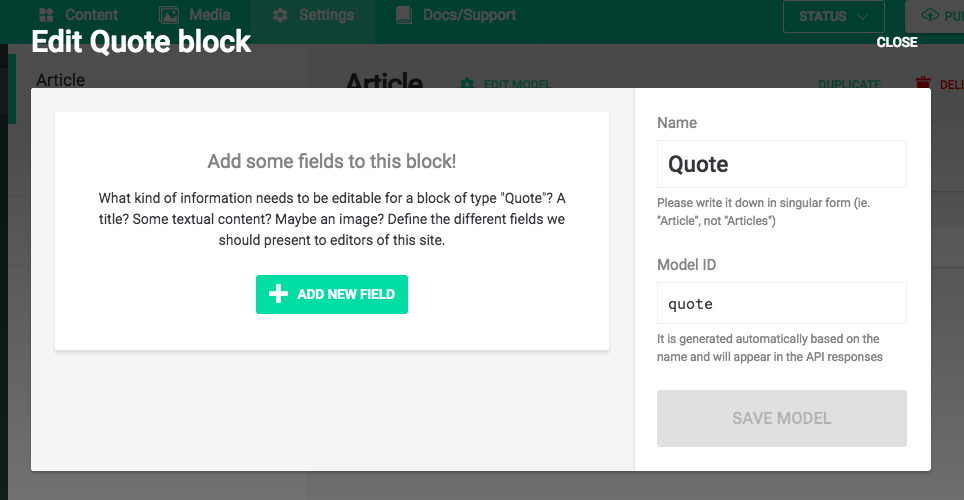 Content
Media
Settings
Docs/Support
STATUS
Edit Quote block
CLOSE
Article
Article
EDIT MODEL
DUPLICATE
Add some fields to this block!
What kind of information needs to be editable for a block of type "Quote"? A
title? Some textual content? Maybe an image? Define the different fields we
should present to editors of this site.
ADD NEW FIELD
Name
Quote
Please write it down in singular form (ie.
"Article", not "Articles")
Model ID
quote
It is generated automatically based on the
name and will appear in the API responses
SAVE MODEL